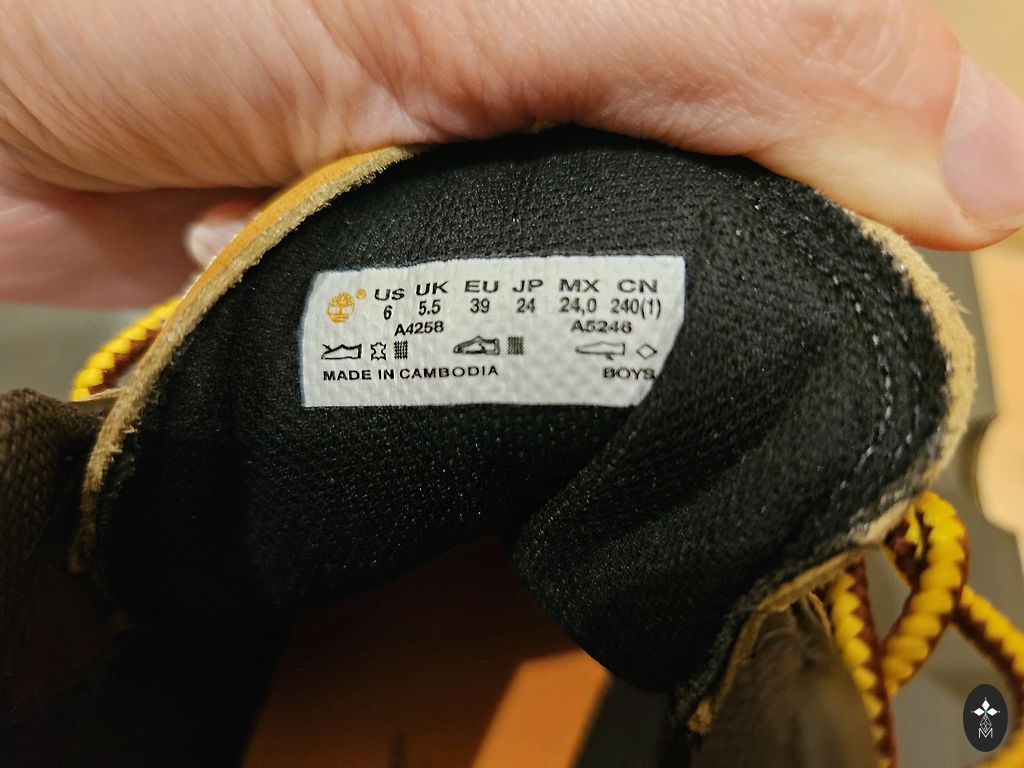 US UK EU JP MX CN
6 5.5 39 24 24,0 240(1)
A4258 A5246
MADE IN CAMBODIA BOYS
M